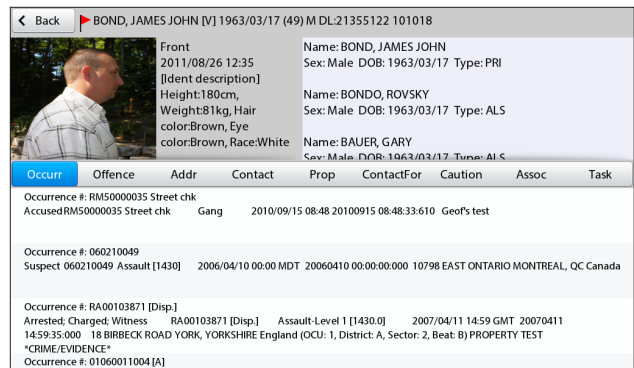 Back
BOND, JAMES JOHN [V] 1963/03/17 (49) M DL:21355122 101018
Front
2011/08/26 12:35
[Ident description]
Height:180cm,
Weight:81kg, Hair
color:Brown, Eye
color:Brown, Race:White
Name: BOND, JAMES JOHN
Sex: Male DOB: 1963/03/17 Type: PRI
Name: BONDO, ROVSKY
Sex: Male DOB: 1963/03/17 Type: ALS
Name: BAUER, GARY
Sex: Male DOB: 1963/03/17 Type: ALS
Occurr Offence Addr Contact Prop ContactFor Caution Assoc Task
Occurrence #: RM50000035 Street chk
Accused RM50000035 Street chk Gang 2010/09/15 08:48 20100915 08:48:33:610 Geof's test
Occurrence #: 060210049
Suspect 060210049 Assault [1430] 2006/04/10 00:00 MDT 20060410 00:00:00:000 10798 EAST ONTARIO MONTREAL, QC Canada
Occurrence #: RA00103871 [Disp.]
Arrested; Charged; Witness RA00103871 [Disp.] Assault-Level 1 [1430.0] 2007/04/11 14:59 GMT 20070411
14:59:35:000 18 BIRBECK ROAD YORK, YORKSHIRE England (OCU: 1, District: A, Sector: 2, Beat: B) PROPERTY TEST
*CRIME/EVIDENCE*
Occurrence #: 01060011004 [A]